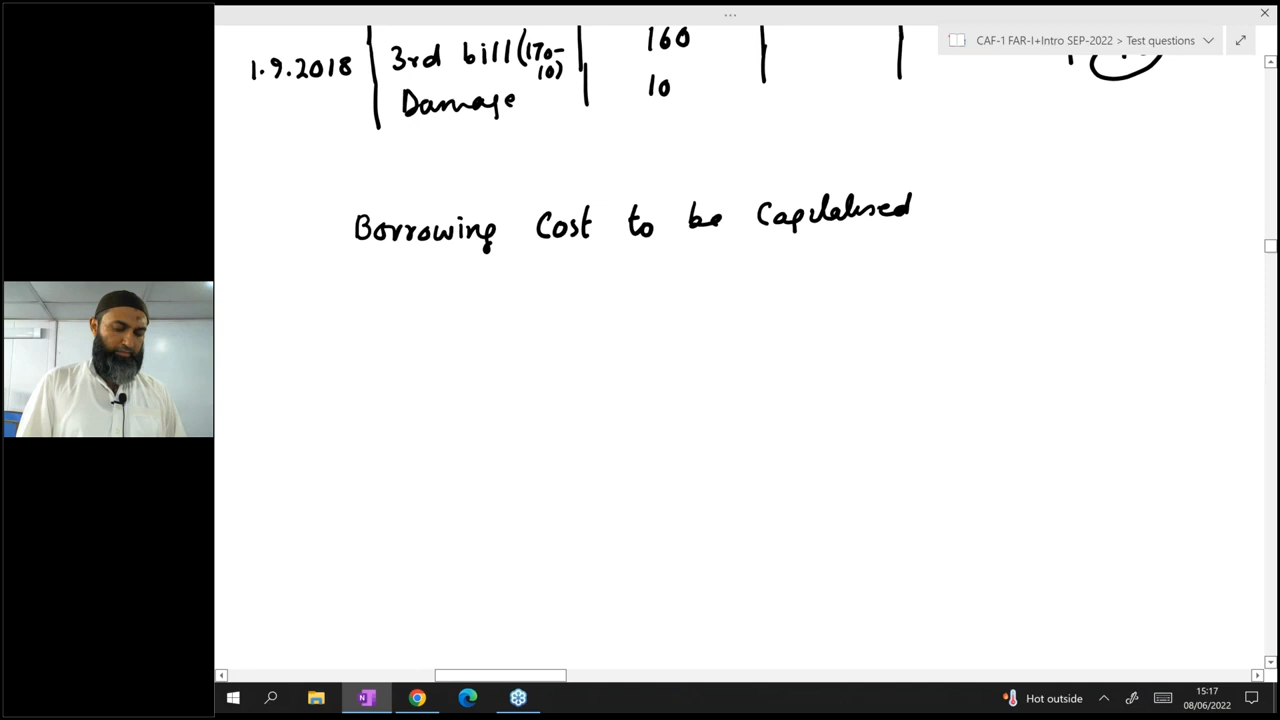 CAF-1 FAR-I+Intro SEP-2022 > Test questions
160
1.9.2018 3rd bill (170-
10)
Damage 10
Borrowing Cost to be Capitalised
Hot outside
15:17
08/06/2022